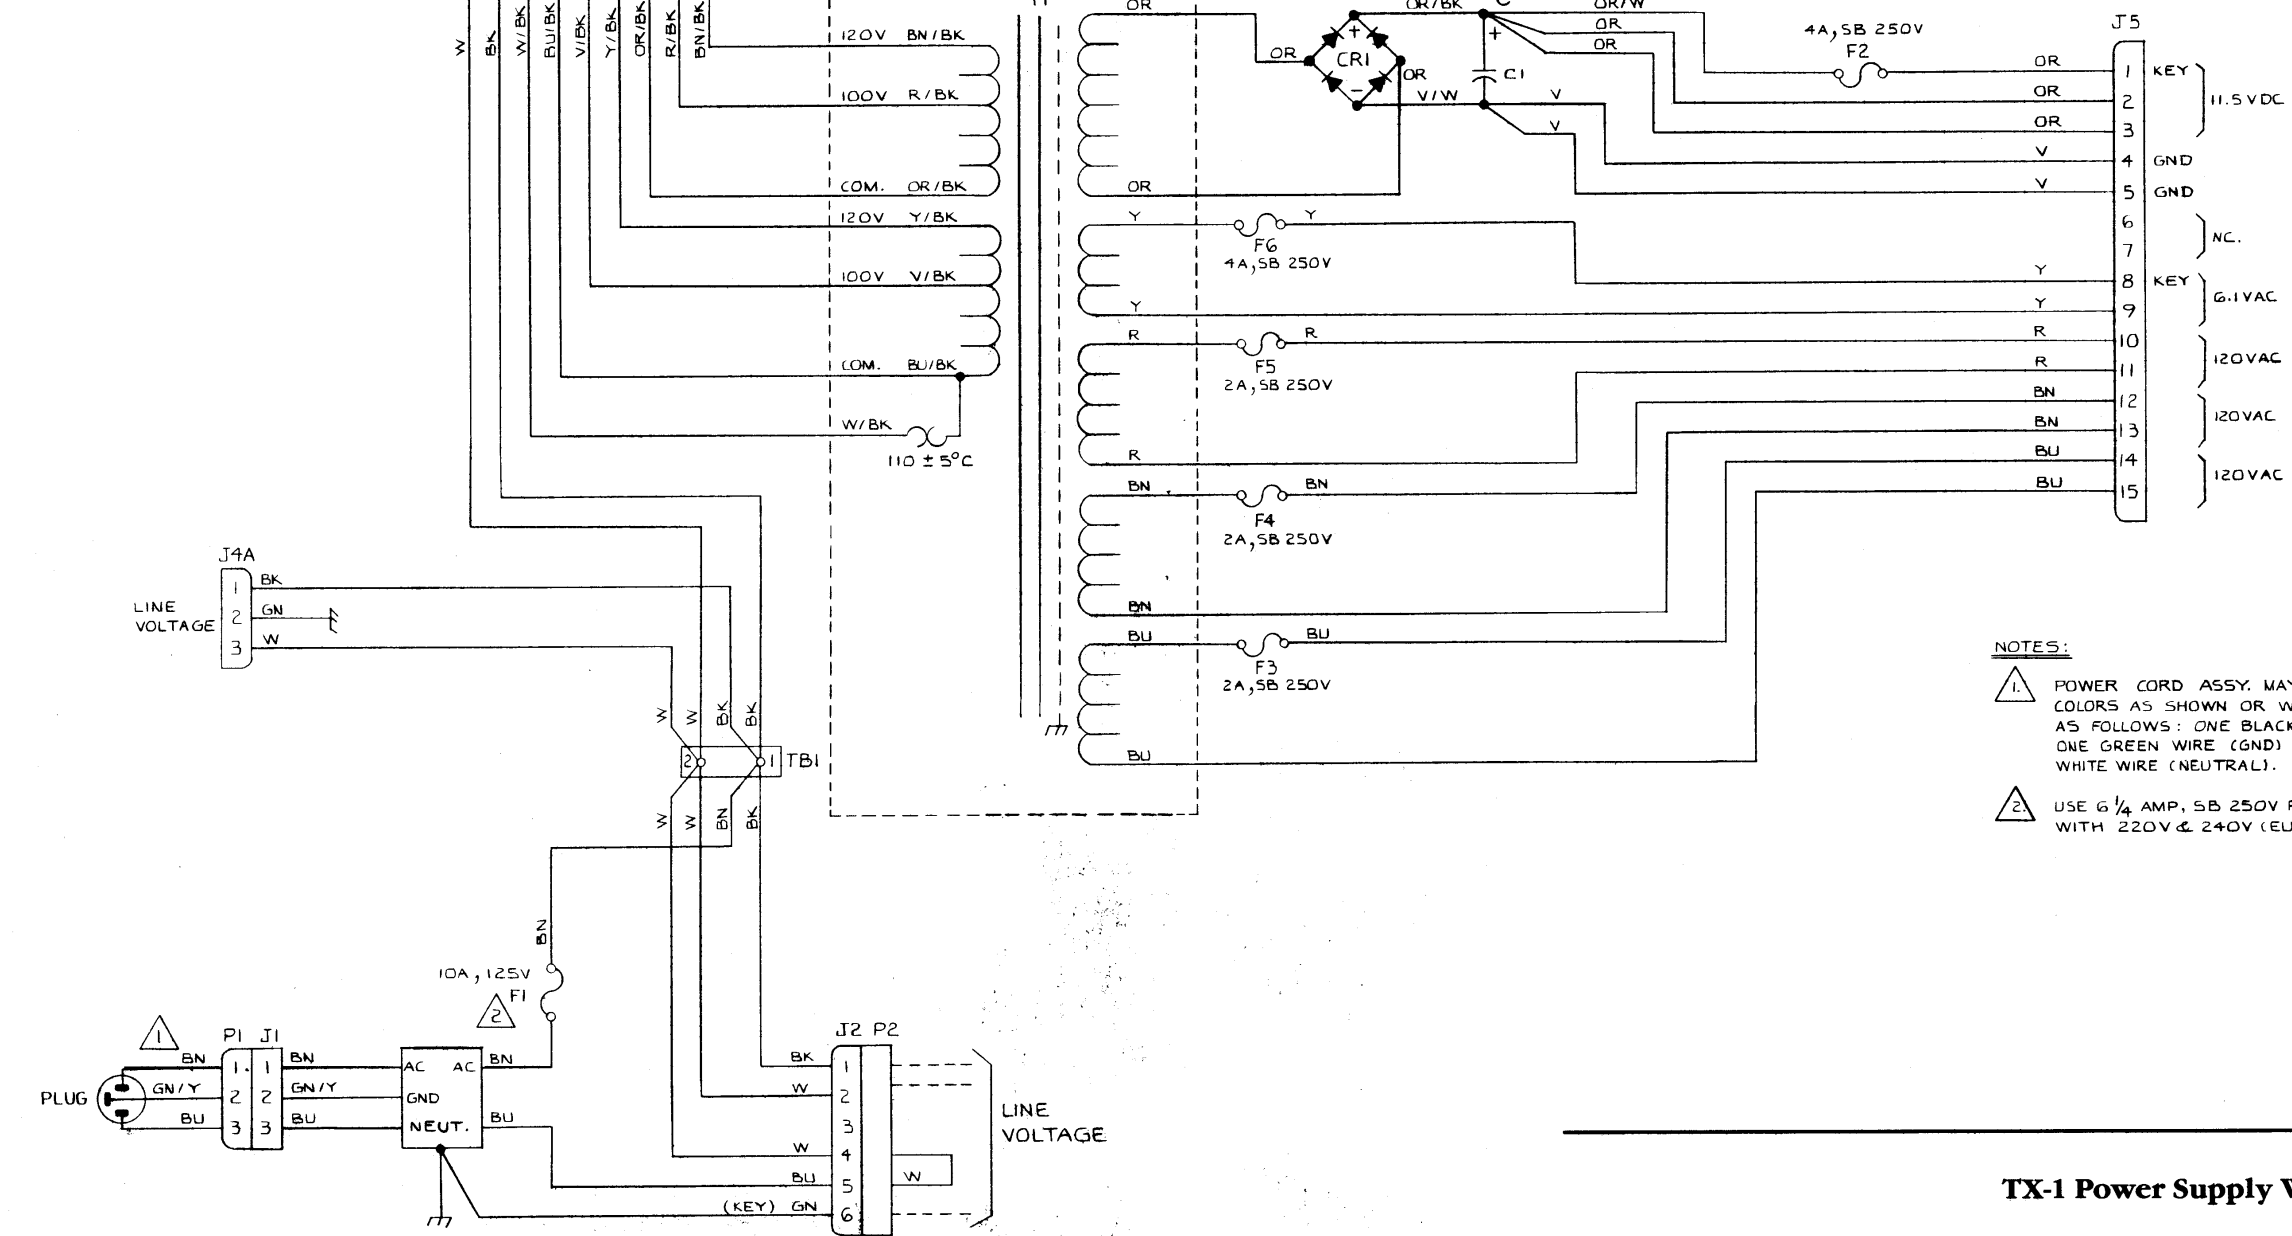 W
BK
W/BK
BU/BK
V/BK
Y/BK
OR/BK
R/BK
BN/BK
120V BN/BK
100V R/BK
COM. OR/BK
120V Y/BK
100V V/BK
COM. BU/BK
W/BK
110 ± 5°C
OR
OR
OR
CR1
+
-
OR
OR/BK
V/W
+
C1
OR/W
OR
OR
V
V
4A, SB 250V
F2
J5
OR
1 KEY
OR
2
11.5VDC
OR
3
V
4 GND
V
5 GND
6
7
NC.
Y
8 KEY
Y
9
6.1VAC
R
10
R
11
120VAC
BN
12
BN
13
120VAC
BU
14
BU
15
120VAC
Y
Y
F6
4A, SB 250V
Y
R
R
F5
2A, SB 250V
R
BN
BN
F4
2A, SB 250V
BN
BU
BU
F3
2A, SB 250V
BU
J4A
LINE
VOLTAGE
1 BK
2 GN
3 W
W
W
BK
BK
2
1
TB1
W
W
BN
BK
BN
10A, 125V
F1
2
1
PLUG
P1 J1
BN
1 1
BN
GN/Y
2 2
GN/Y
BU
3 3
BU
AC AC
GND
NEUT.
BN
BU
J2 P2
BK
1
W
2
3
W
4
BU
5
W
(KEY) GN
6
LINE
VOLTAGE
NOTES:
1. POWER CORD ASSY. MAY
COLORS AS SHOWN OR W
AS FOLLOWS: ONE BLACK
ONE GREEN WIRE (GND)
WHITE WIRE (NEUTRAL).
2. USE 6 1/4 AMP, SB 250V F
WITH 220V & 240V (EU
TX-1 Power Supply W